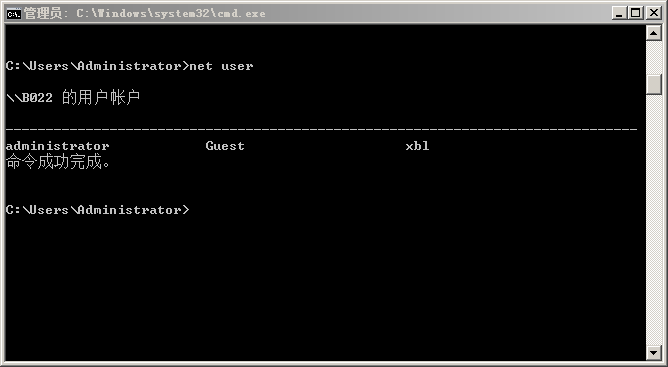 管理员: C:\Windows\system32\cmd.exe
C:\Users\Administrator>net user
\\B022 的用户帐户
-------------------------------------------------------------------------------
administrator            Guest                    xbl
命令成功完成。
C:\Users\Administrator>